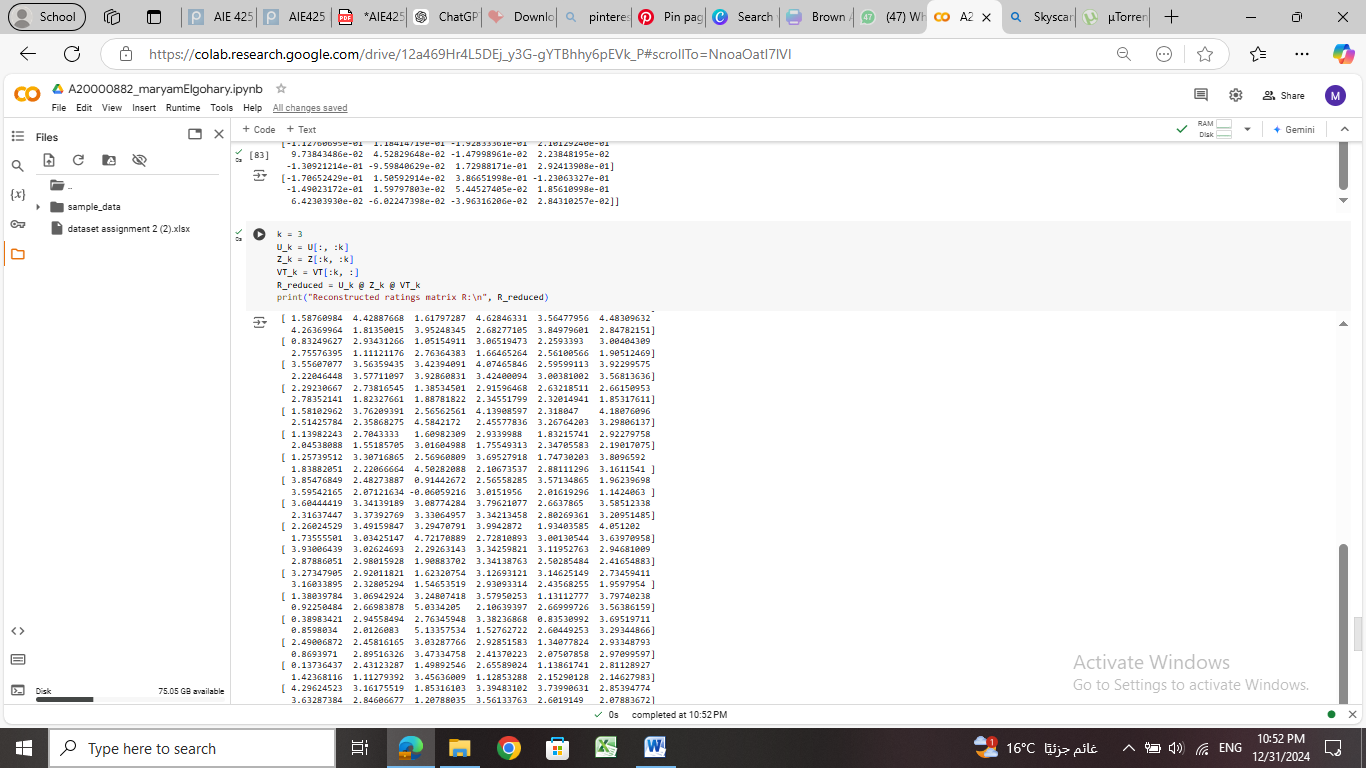 School
AIE 425
AIE425
*AIE425
ChatGP
Downlo
pinteres
Pin pag
Search
Brown A
(47) Wh
A2
Skyscar
µTorren
https://colab.research.google.com/drive/12a469Hr4L5DEj_y3G-gYTBhhy6pEVk_P#scrollTo=NnoaOatI7IVI
A20000882_maryamElgohary.ipynb
File Edit View Insert Runtime Tools Help All changes saved
Share
M
Files
+ Code + Text
RAM
Disk
Gemini
..
sample_data
dataset assignment 2 (2).xlsx
{x}
0s
[83]
[-1.12760695e-01 1.18414719e-01 -1.92833361e-01 2.10129240e-01
9.73843486e-02 4.52829648e-02 -1.47998961e-02 2.23848195e-02
-1.30921214e-01 -9.59840629e-02 1.72988171e-01 2.92413908e-01]
[-1.70652429e-01 1.50592914e-02 3.86651998e-01 -1.23063327e-01
-1.49023172e-01 1.59797803e-02 5.44527405e-02 1.85610998e-01
6.42303930e-02 -6.02247398e-02 -3.96316206e-02 2.84310257e-02]]
0s
k = 3
U_k = U[:, :k]
Z_k = Z[:k, :k]
VT_k = VT[:k, :]
R_reduced = U_k @ Z_k @ VT_k
print("Reconstructed ratings matrix R:\n", R_reduced)
[ 1.58760984 4.42887668 1.61797287 4.62846331 3.56477956 4.48309632
4.26369964 1.81350015 3.95248345 2.68277105 3.84979601 2.84782151]
[ 0.83249627 2.93431266 1.05154911 3.06519473 2.2593393 3.00404309
2.75576395 1.11121176 2.76364383 1.66465264 2.56100566 1.90512469]
[ 3.55607077 3.56359435 3.42394091 4.07465846 2.59599113 3.92299575
2.22046448 3.57711097 3.92860831 3.42400094 3.00381002 3.56813636]
[ 2.29230667 2.73816545 1.38534501 2.91596468 2.63218511 2.66150953
2.78352141 1.82327661 1.88781822 2.34551799 2.32014941 1.85317611]
[ 1.58102962 3.76209391 2.56562561 4.13908597 2.318047 4.18076096
2.51425784 2.35868275 4.5842172 2.45577836 3.26764203 3.29806137]
[ 1.13982243 2.7043333 1.60982309 2.9339988 1.83215741 2.92279758
2.04538088 1.55185705 3.01604988 1.75549313 2.34705583 2.19017075]
[ 1.25739512 3.30716865 2.56960809 3.69527918 1.74730203 3.8096592
1.83882051 2.22066664 4.50282088 2.10673537 2.88111296 3.1611541 ]
[ 3.85476849 2.48273887 0.91442672 2.56558285 3.57134865 1.96239698
3.59542165 2.07121634 -0.06059216 3.0151956 2.01619296 1.1424063 ]
[ 3.60444419 3.34139189 3.08774284 3.79621077 2.6637865 3.58512338
2.31637447 3.37392769 3.33064957 3.34213458 2.80269361 3.20951485]
[ 2.26024529 3.49159847 3.29470791 3.9942872 1.93403585 4.051202
1.73555501 3.03425147 4.72170889 2.72810893 3.00130544 3.63970958]
[ 3.93006439 3.02624693 2.29263143 3.34259821 3.11952763 2.94681009
2.87886051 2.98015928 1.90883702 3.34138763 2.50285484 2.41654883]
[ 3.27347905 2.92011821 1.62320754 3.12693121 3.14625149 2.73459411
3.16033895 2.32805294 1.54653519 2.93093314 2.43568255 1.9597954 ]
[ 1.38039784 3.06942924 3.24807418 3.57950253 1.13112777 3.79740238
0.92250484 2.66983878 5.0334205 2.10639397 2.66999726 3.56386159]
[ 0.38983421 2.94558494 2.76345948 3.38236868 0.83530992 3.69519711
0.8598034 2.0126083 5.13357534 1.52762722 2.60449253 3.29344866]
[ 2.49006872 2.45816165 3.03287766 2.92851583 1.34077824 2.93348793
0.8693971 2.89516326 3.47334758 2.41370223 2.07507858 2.97099597]
[ 0.13736437 2.43123287 1.49892546 2.65589024 1.13861741 2.81128927
1.42368116 1.11279392 3.45636009 1.12853288 2.15290128 2.14627983]
[ 4.29624523 3.16175519 1.85316103 3.39483102 3.73990631 2.85394774
3.63287384 2.84606677 1.20788035 3.56133763 2.6019149 2.07883672]
Activate Windows
Go to Settings to activate Windows.
Disk 75.05 GB available
0s completed at 10:52 PM
Type here to search
1
16°C غائم جزئيًا
ENG
10:52 PM
12/31/2024